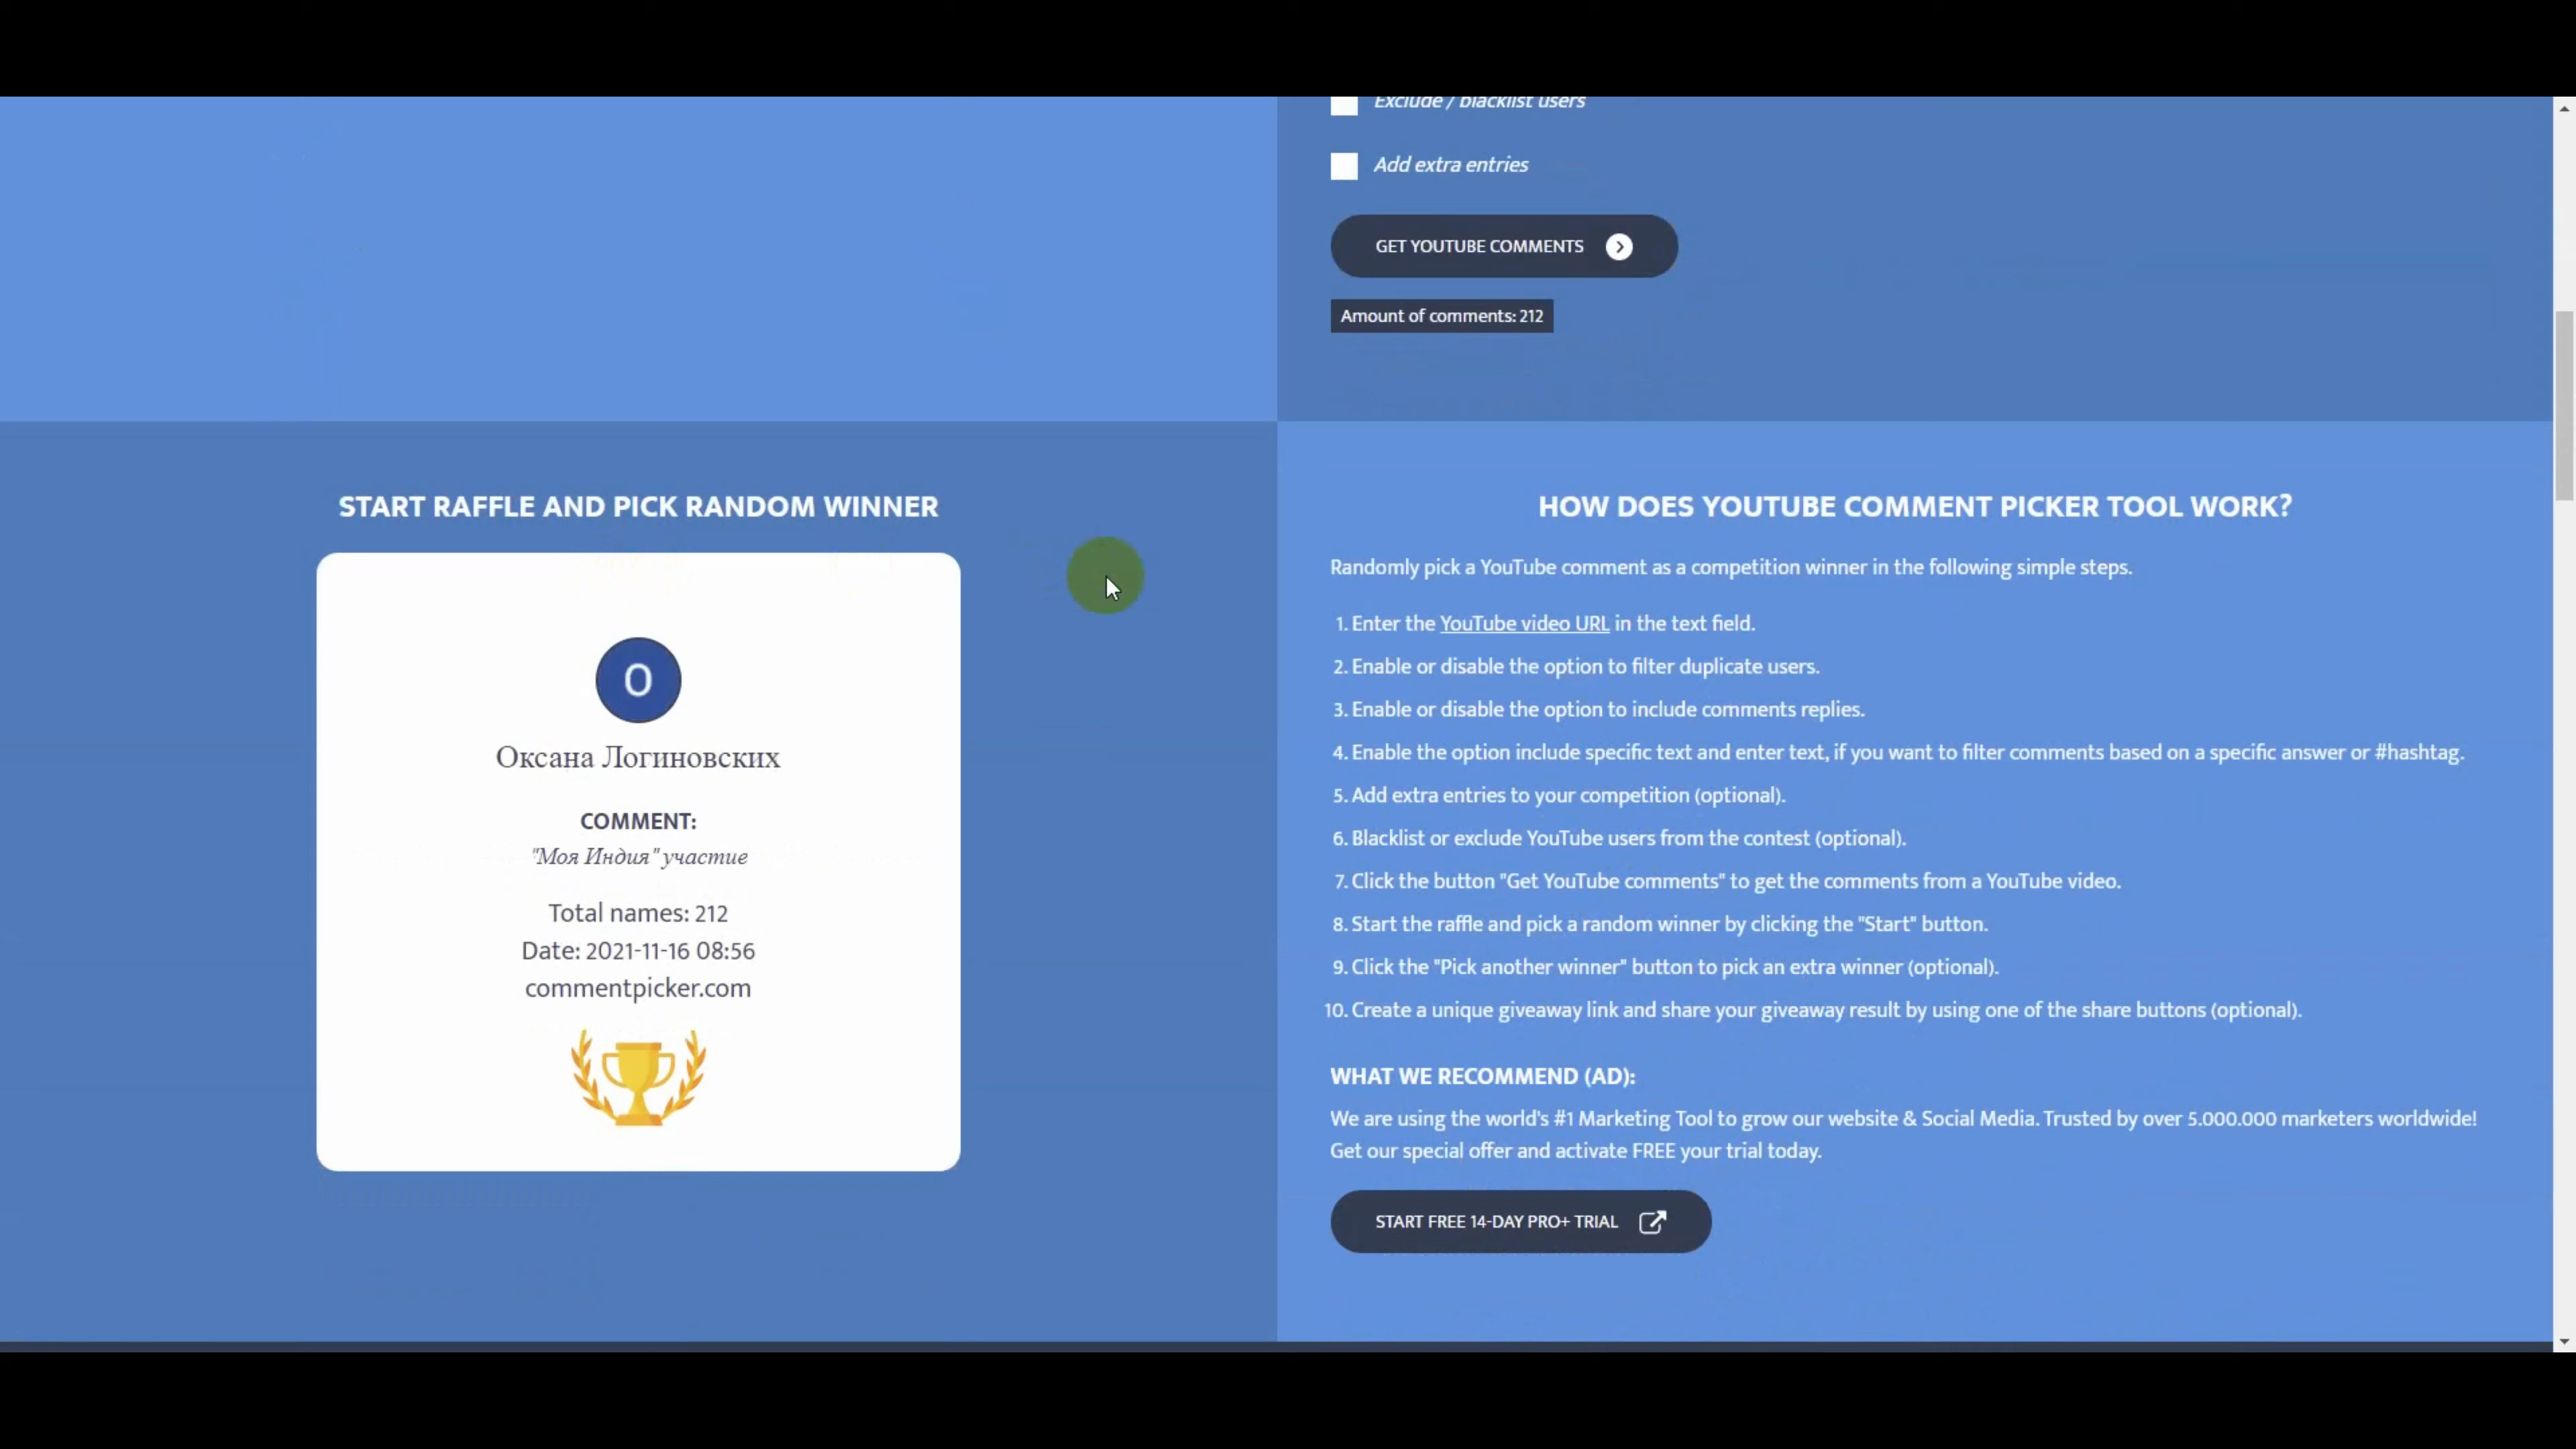 Exclude / blacklist users
Add extra entries
GET YOUTUBE COMMENTS
Amount of comments: 212
START RAFFLE AND PICK RANDOM WINNER
O
Оксана Логиновских
COMMENT:
"Моя Индия" участие
Total names: 212
Date: 2021-11-16 08:56
commentpicker.com
HOW DOES YOUTUBE COMMENT PICKER TOOL WORK?
Randomly pick a YouTube comment as a competition winner in the following simple steps.
1. Enter the YouTube video URL in the text field.
2. Enable or disable the option to filter duplicate users.
3. Enable or disable the option to include comments replies.
4. Enable the option include specific text and enter text, if you want to filter comments based on a specific answer or #hashtag.
5. Add extra entries to your competition (optional).
6. Blacklist or exclude YouTube users from the contest (optional).
7. Click the button "Get YouTube comments" to get the comments from a YouTube video.
8. Start the raffle and pick a random winner by clicking the "Start" button.
9. Click the "Pick another winner" button to pick an extra winner (optional).
10. Create a unique giveaway link and share your giveaway result by using one of the share buttons (optional).
WHAT WE RECOMMEND (AD):
We are using the world's #1 Marketing Tool to grow our website & Social Media. Trusted by over 5.000.000 marketers worldwide!
Get our special offer and activate FREE your trial today.
START FREE 14-DAY PRO+ TRIAL